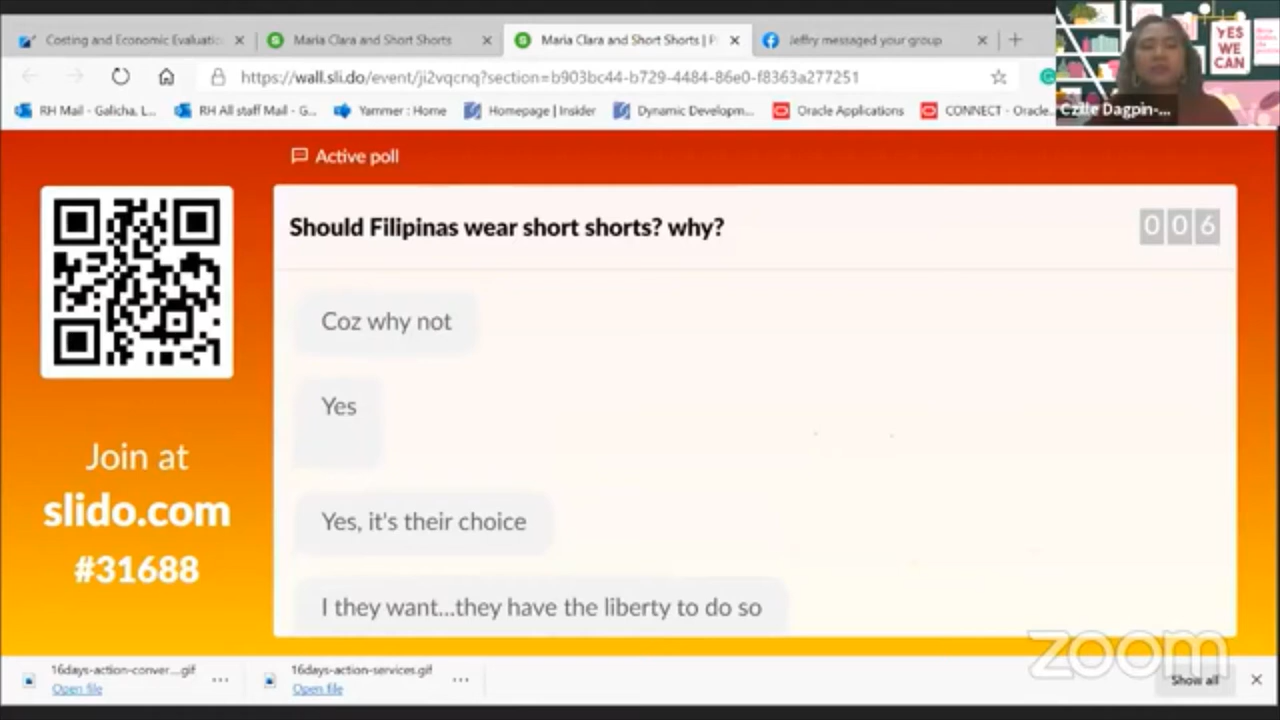 Costing and Economic Evaluatio
Maria Clara and Short Shorts
Maria Clara and Short Shorts | P
Jeffry messaged your group
YES
WE
CAN
https://wall.sli.do/event/ji2vqcnq?section=b903bc44-b729-4484-86e0-f8363a277251
RH Mail - Galicha, L...
RH All staff Mail - G...
Yammer : Home
Homepage | Insider
Dynamic Developm...
Oracle Applications
CONNECT - Oracle...
Czille Dagpin-...
Active poll
Should Filipinas wear short shorts? why?
006
Coz why not
Yes
Yes, it's their choice
I they want...they have the liberty to do so
Join at
slido.com
#31688
zoom
16days-action-conver....gif
Open file
16days-action-services.gif
Open file
Show all